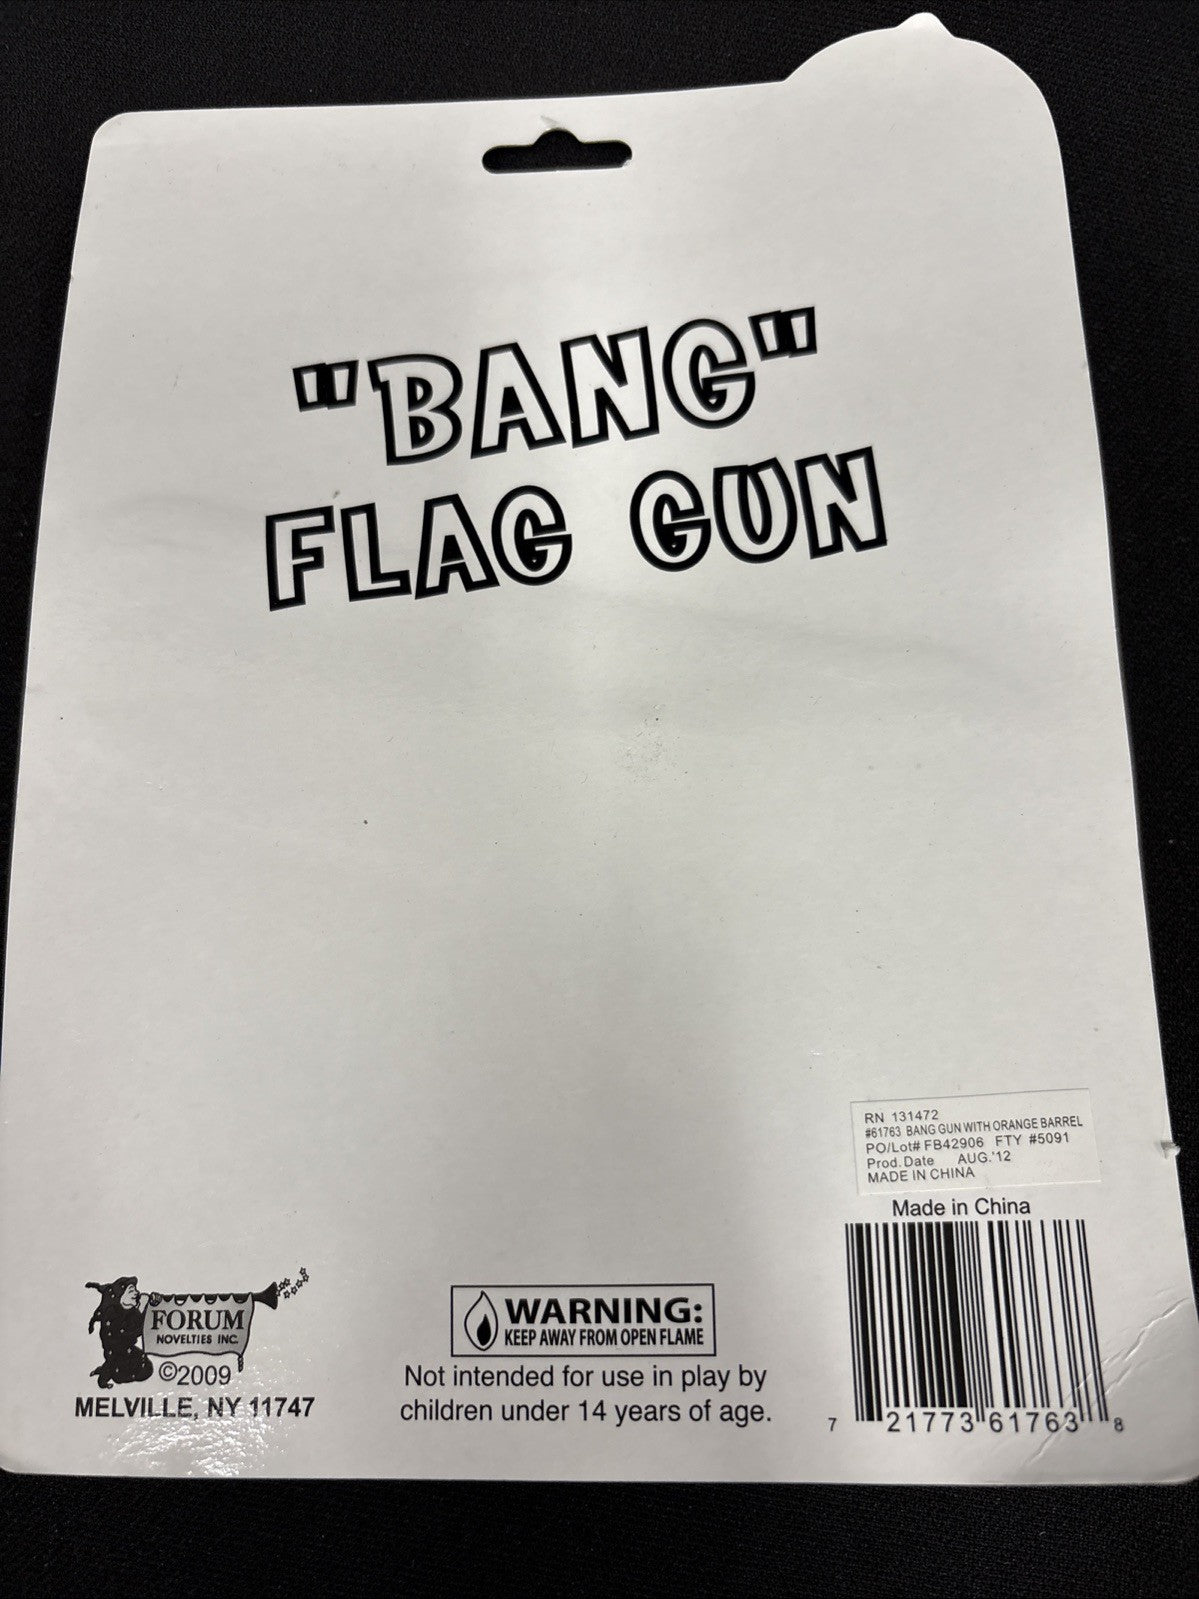 "BANG"
FLAG GUN
RN 131472
#61763 BANG GUN WITH ORANGE BARREL
PO/Lot# FB42906 FTY #5091
Prod. Date AUG.'12
MADE IN CHINA
Made in China
7 21773 61763 8
FORUM
NOVELTIES INC.
©2009
MELVILLE, NY 11747
WARNING:
KEEP AWAY FROM OPEN FLAME
Not intended for use in play by
children under 14 years of age.